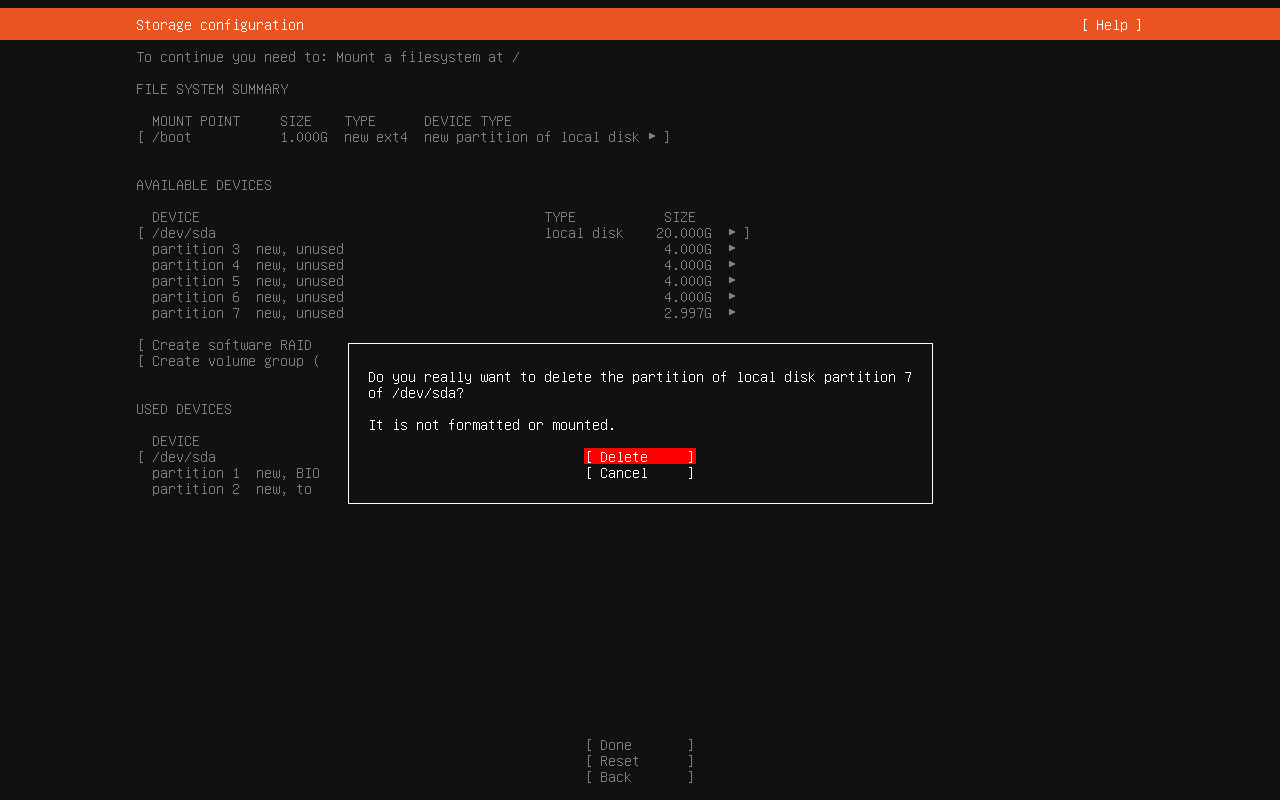 Storage configuration [ Help ]
To continue you need to: Mount a filesystem at /
FILE SYSTEM SUMMARY
MOUNT POINT SIZE TYPE DEVICE TYPE
[ /boot 1.000G new ext4 new partition of local disk ▸ ]
AVAILABLE DEVICES
DEVICE TYPE SIZE
[ /dev/sda local disk 20.000G ▸ ]
partition 3 new, unused 4.000G ▸
partition 4 new, unused 4.000G ▸
partition 5 new, unused 4.000G ▸
partition 6 new, unused 4.000G ▸
partition 7 new, unused 2.997G ▸
[ Create software RAID
[ Create volume group (
Do you really want to delete the partition of local disk partition 7
of /dev/sda?
It is not formatted or mounted.
[ Delete ]
[ Cancel ]
USED DEVICES
DEVICE
[ /dev/sda
partition 1 new, BIO
partition 2 new, to
[ Done ]
[ Reset ]
[ Back ]